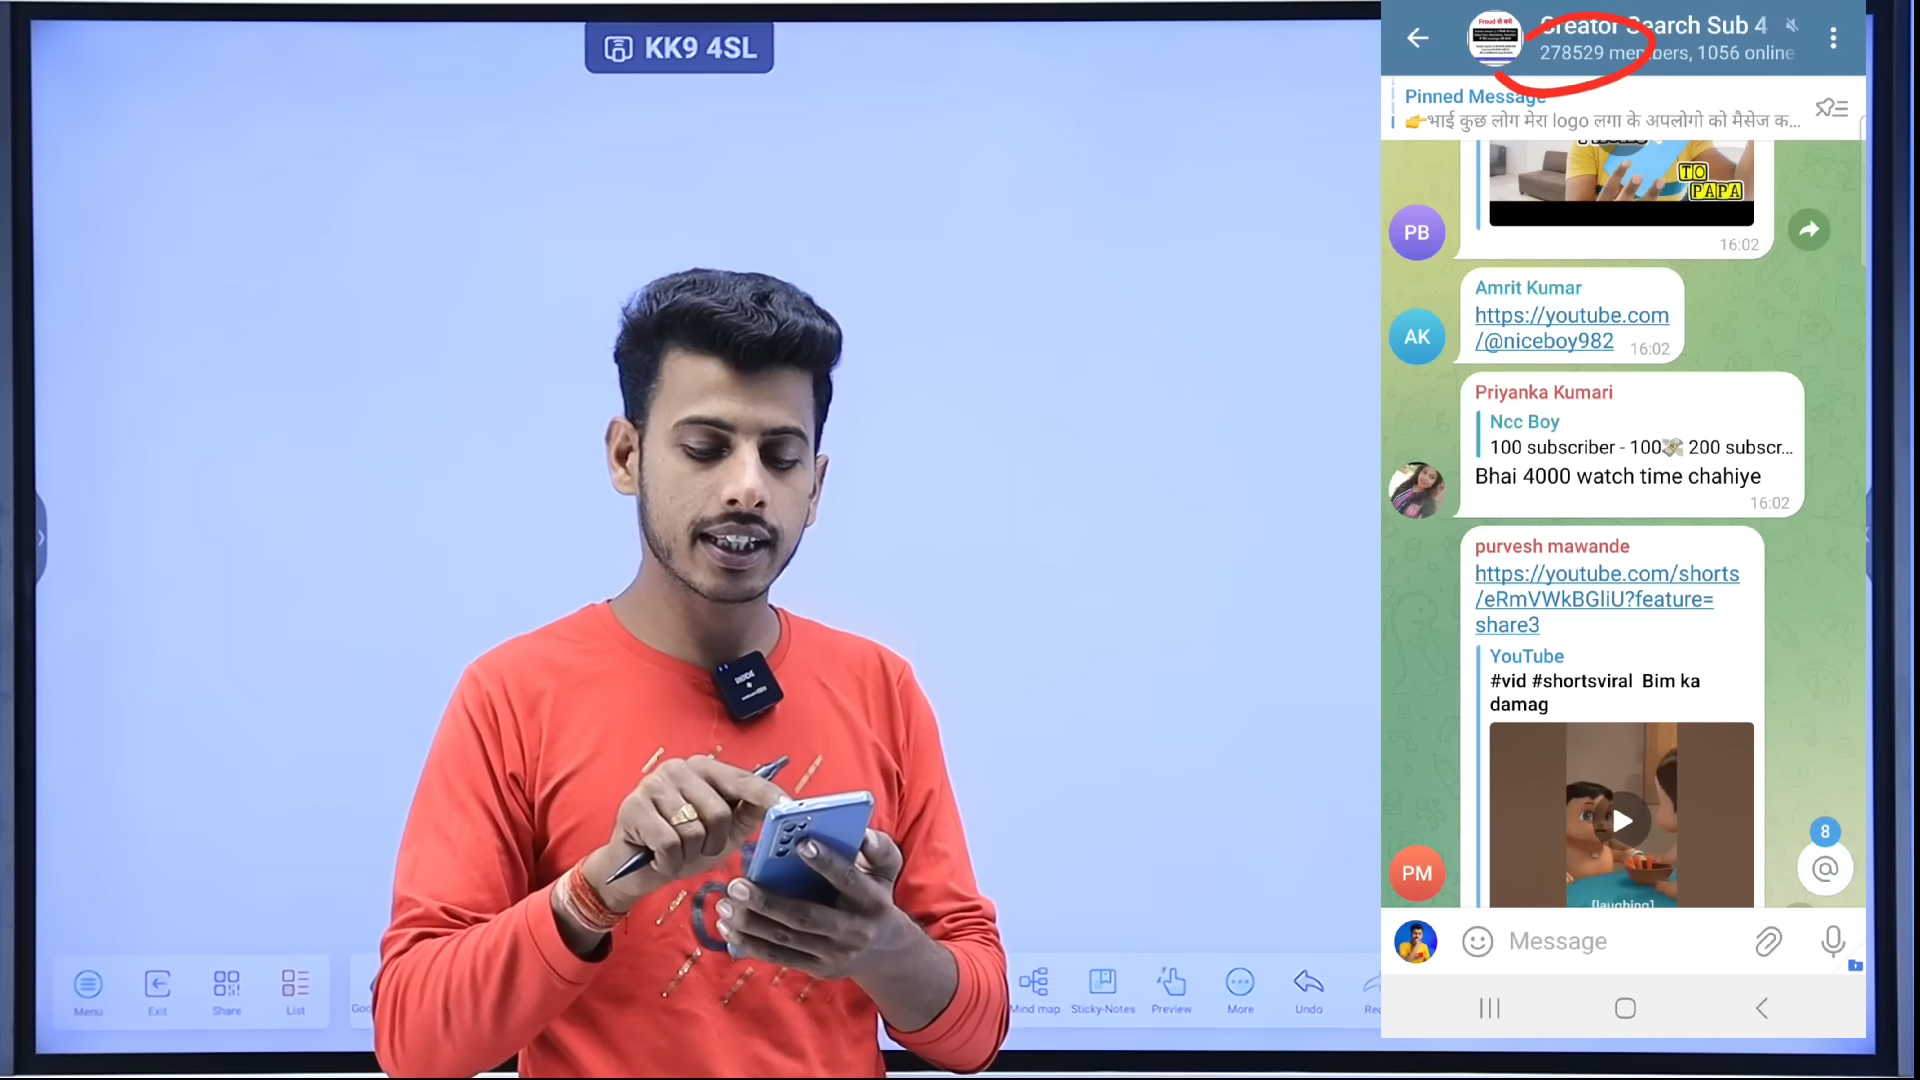 KK9 4SL
Menu
Exit
Share
List
Mind map
Sticky-Notes
Preview
More
Undo
Creator Search Sub 4
278529 members, 1056 online
Pinned Message
👉भाई कुछ लोग मेरा logo लगा के अपलोगो को मैसेज क...
TO
PAPA
PB
16:02
Amrit Kumar
https://youtube.com
/@niceboy982
16:02
AK
Priyanka Kumari
Ncc Boy
100 subscriber - 100💸 200 subscr...
Bhai 4000 watch time chahiye
16:02
purvesh mawande
https://youtube.com/shorts
/eRmVWkBGliU?feature=
share3
YouTube
#vid #shortsviral Bim ka
damag
8
@
PM
[laughing]
Message